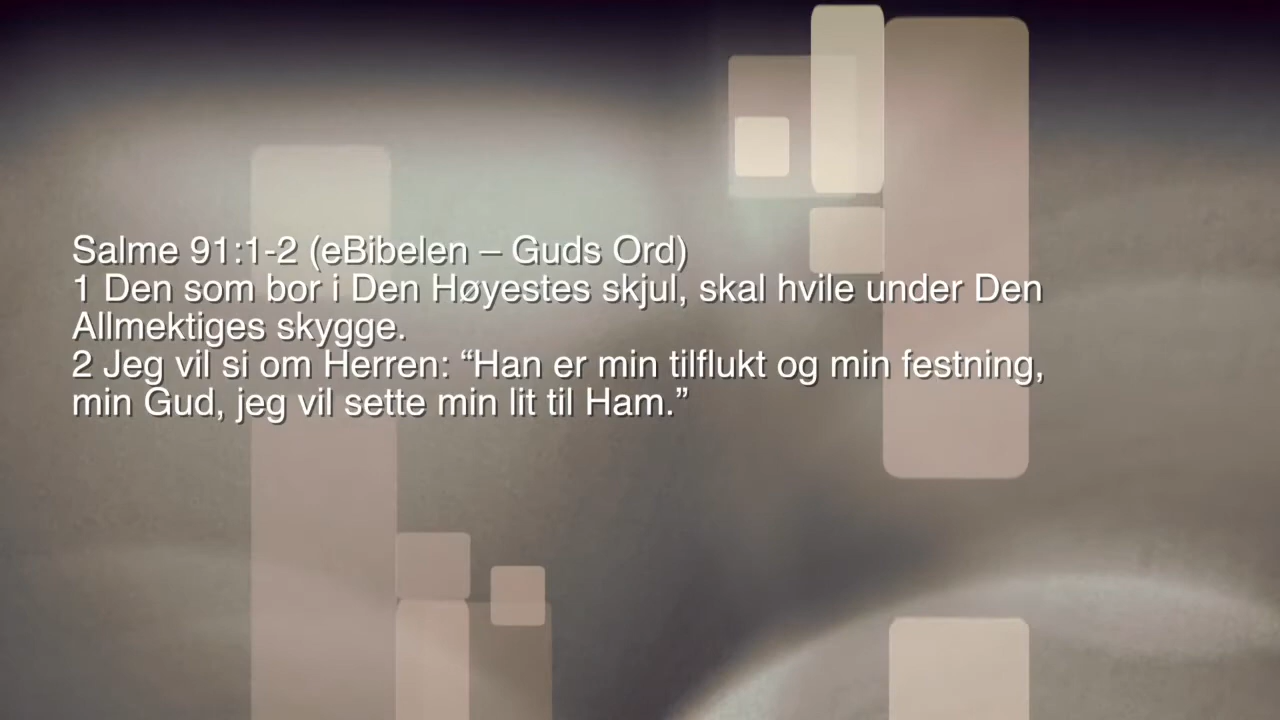 Salme 91:1-2 (eBibelen – Guds Ord)
1 Den som bor i Den Høyestes skjul, skal hvile under Den
Allmektiges skygge.
2 Jeg vil si om Herren: “Han er min tilflukt og min festning,
min Gud, jeg vil sette min lit til Ham.”